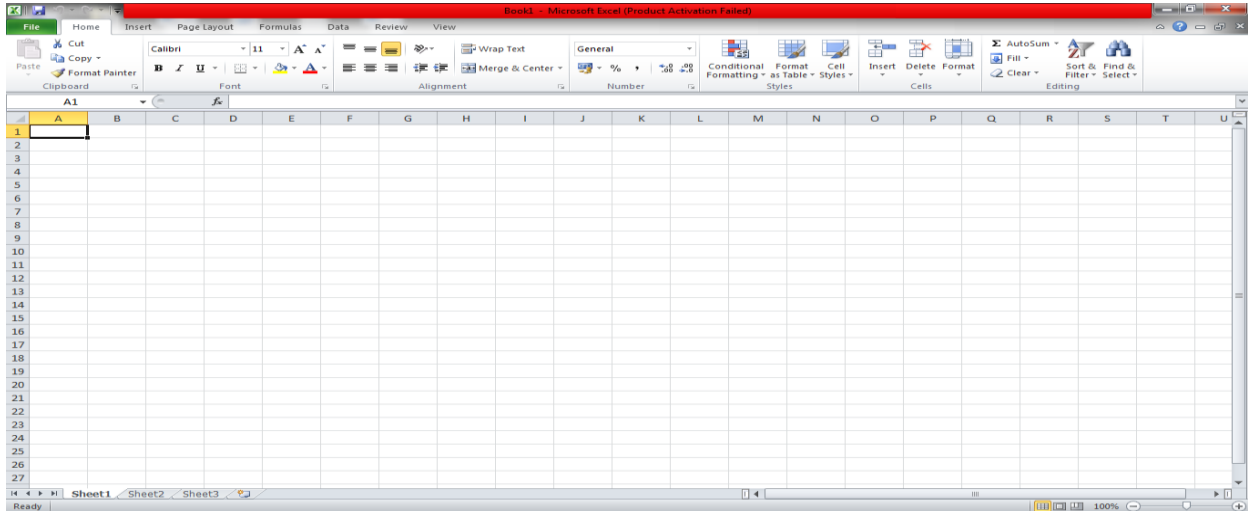 Book1 - Microsoft Excel (Product Activation Failed)
File Home Insert Page Layout Formulas Data Review View
Cut
Copy
Format Painter
Paste
Clipboard
Calibri 11
B I U
Font
Wrap Text
Merge & Center
Alignment
General
% ,
Number
Conditional Formatting
Format as Table
Cell Styles
Styles
Insert Delete Format
Cells
Σ AutoSum
Fill
Clear
Sort & Filter
Find & Select
Editing
A1 fx
A B C D E F G H I J K L M N O P Q R S T U
1
2
3
4
5
6
7
8
9
10
11
12
13
14
15
16
17
18
19
20
21
22
23
24
25
26
27
Sheet1 Sheet2 Sheet3
Ready 100%